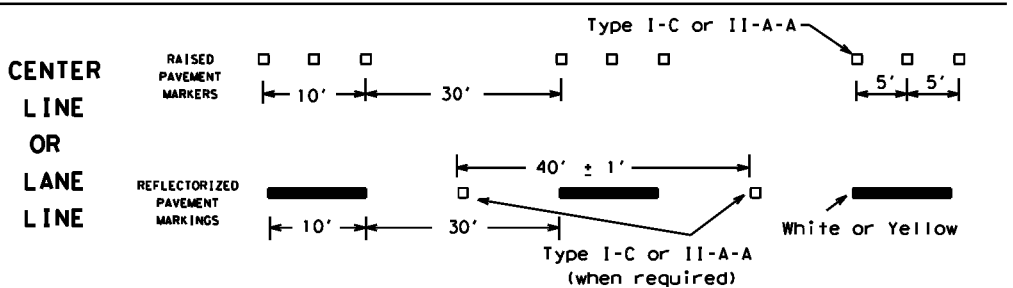 CENTER
LINE
OR
LANE
LINE
RAISED
PAVEMENT
MARKERS
Type I-C or II-A-A
10'
30'
5'
5'
REFLECTORIZED
PAVEMENT
MARKINGS
40' ± 1'
10'
30'
Type I-C or II-A-A
(when required)
White or Yellow